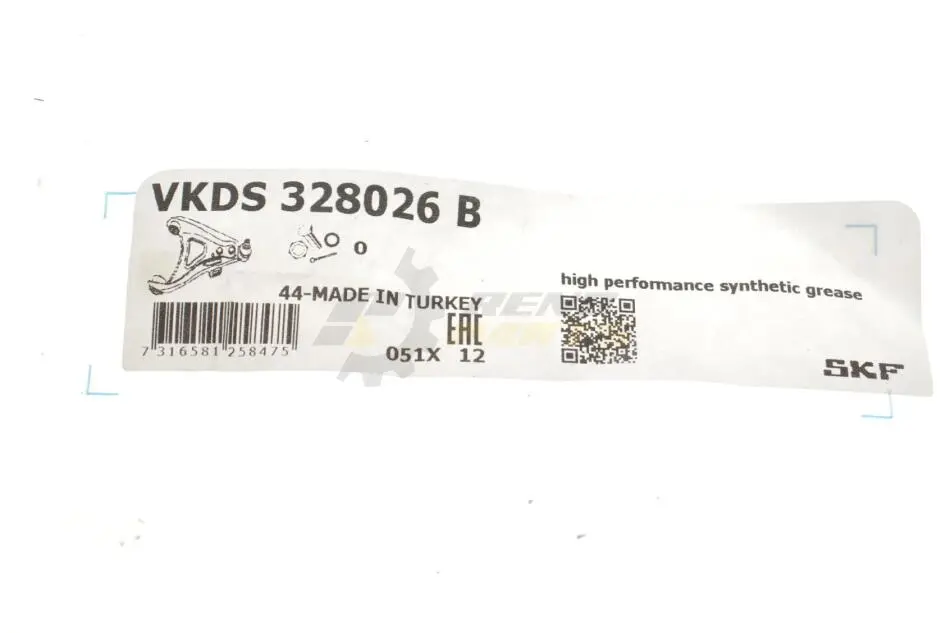 VKDS 328026 B
0
high performance synthetic grease
44-MADE IN TURKEY
EAC
7 316581 258475
051X 12
SKF